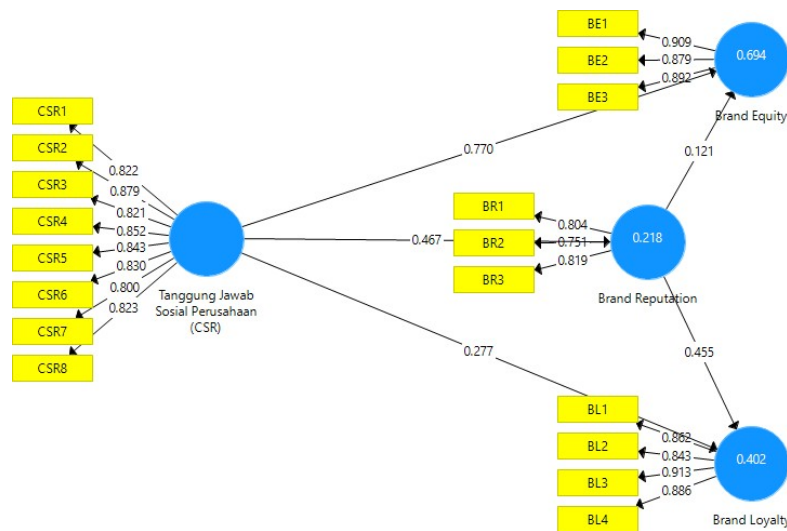 BE1
BE2
BE3
0.909
0.879
0.892
0.694
Brand Equity
CSR1
CSR2
CSR3
CSR4
CSR5
CSR6
CSR7
CSR8
0.822
0.879
0.821
0.852
0.843
0.830
0.800
0.823
Tanggung Jawab
Sosial Perusahaan
(CSR)
0.770
0.467
0.277
BR1
BR2
BR3
0.804
0.751
0.819
0.218
Brand Reputation
0.121
0.455
BL1
BL2
BL3
BL4
0.862
0.843
0.913
0.886
0.402
Brand Loyalty